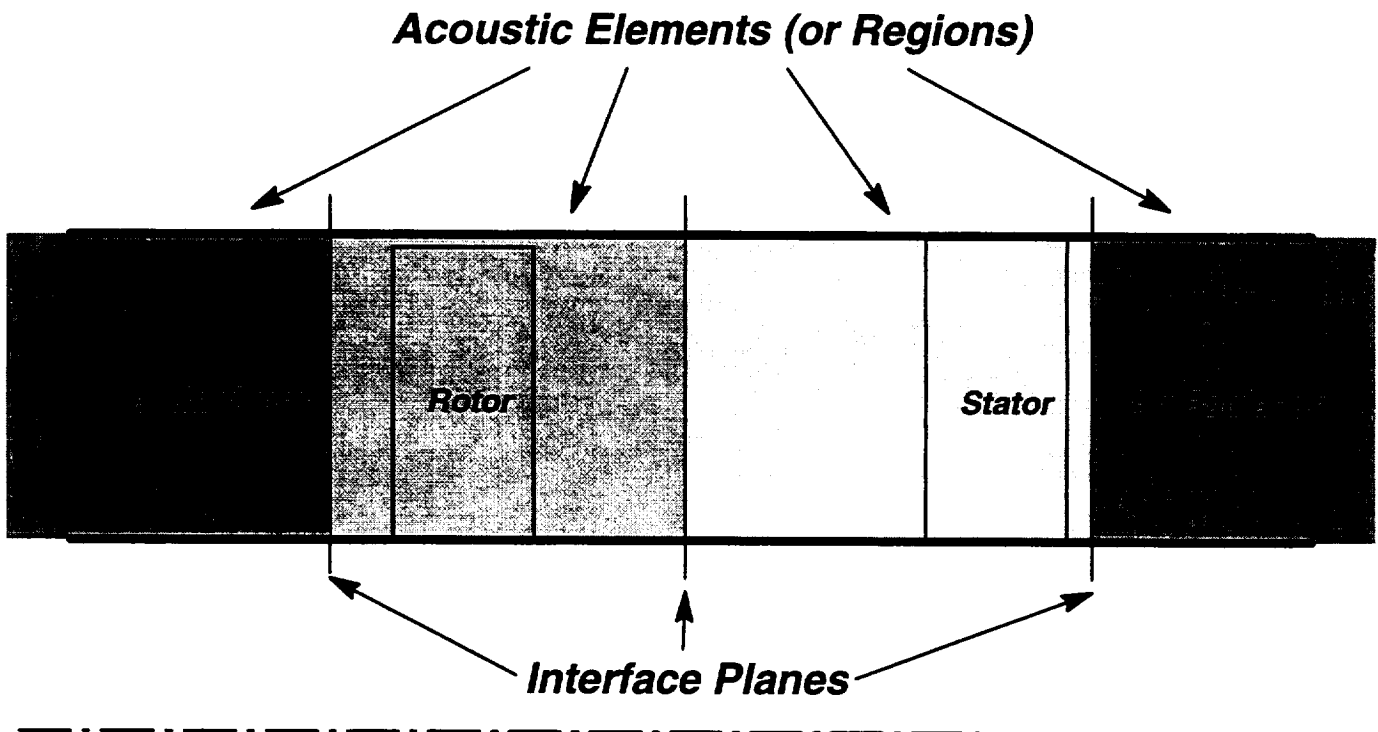 Acoustic Elements (or Regions)
Rotor
Stator
Interface Planes